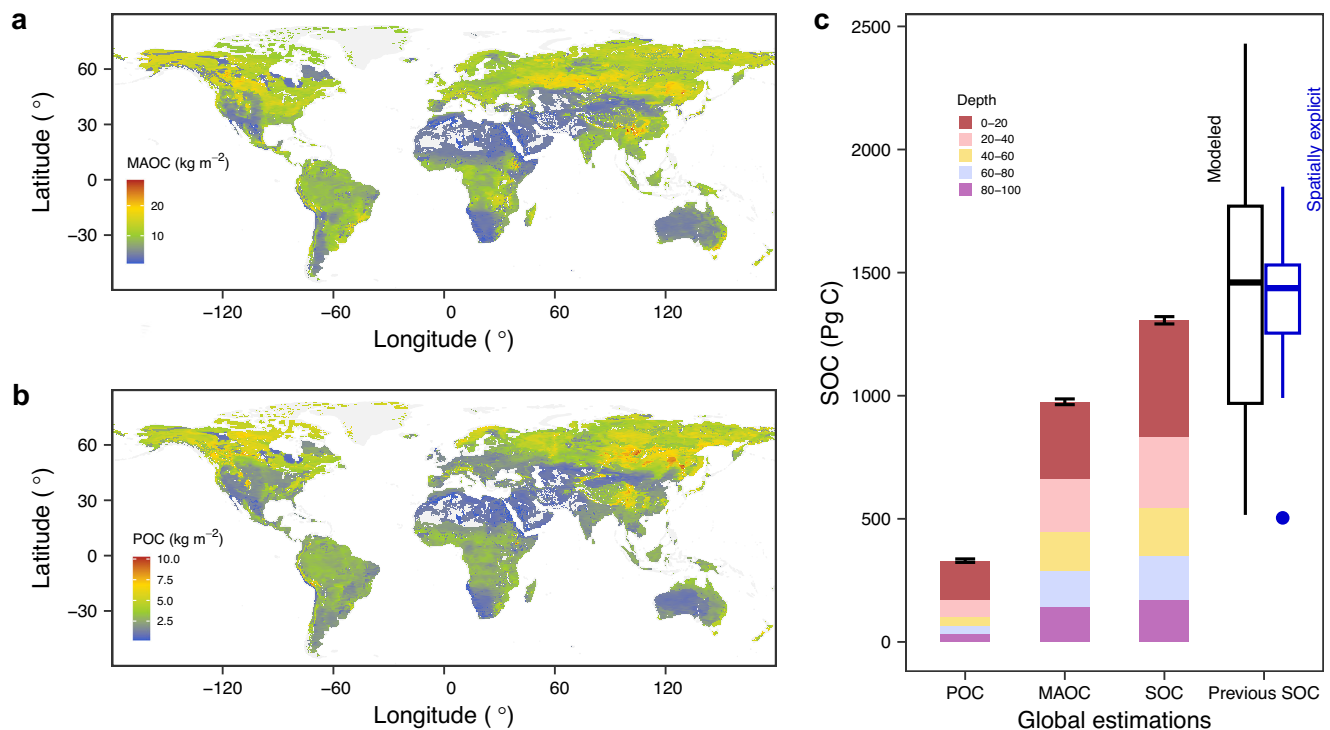 a
60
30
0
−30
Latitude ( °)
MAOC (kg m−2)
20
10
−120
−60
0
60
120
Longitude ( °)
b
60
30
0
−30
Latitude ( °)
POC (kg m−2)
10.0
7.5
5.0
2.5
−120
−60
0
60
120
Longitude ( °)
c
2500
2000
1500
1000
500
0
SOC (Pg C)
Depth
0−20
20−40
40−60
60−80
80−100
Modeled
Spatially explicit
POC
MAOC
SOC
Previous SOC
Global estimations